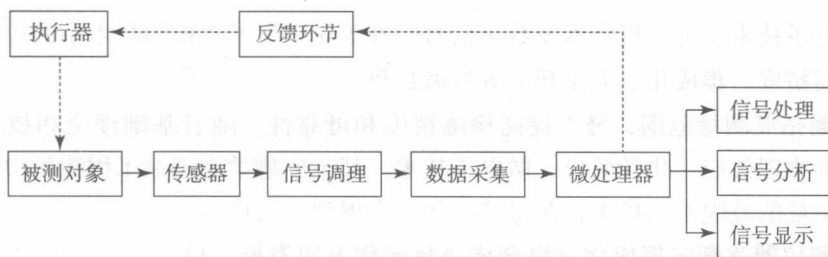 执行器
反馈环节
信号处理
被测对象
传感器
信号调理
数据采集
微处理器
信号分析
信号显示